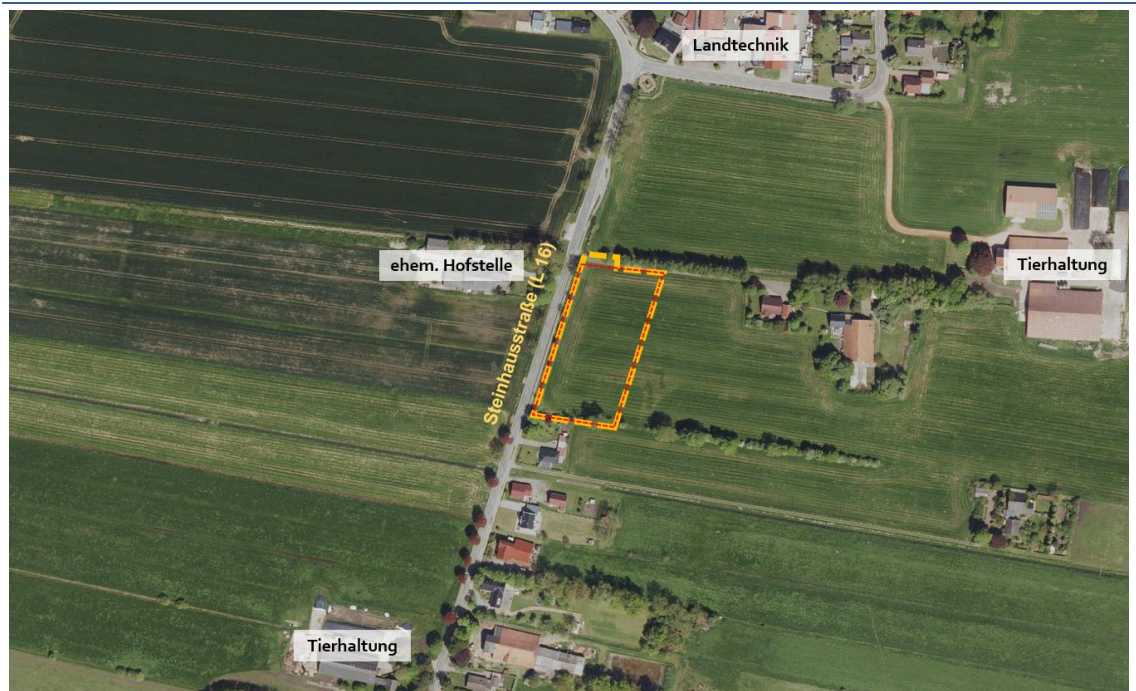 Landtechnik
ehem. Hofstelle
Steinhausstraße (L 16)
Tierhaltung
Tierhaltung